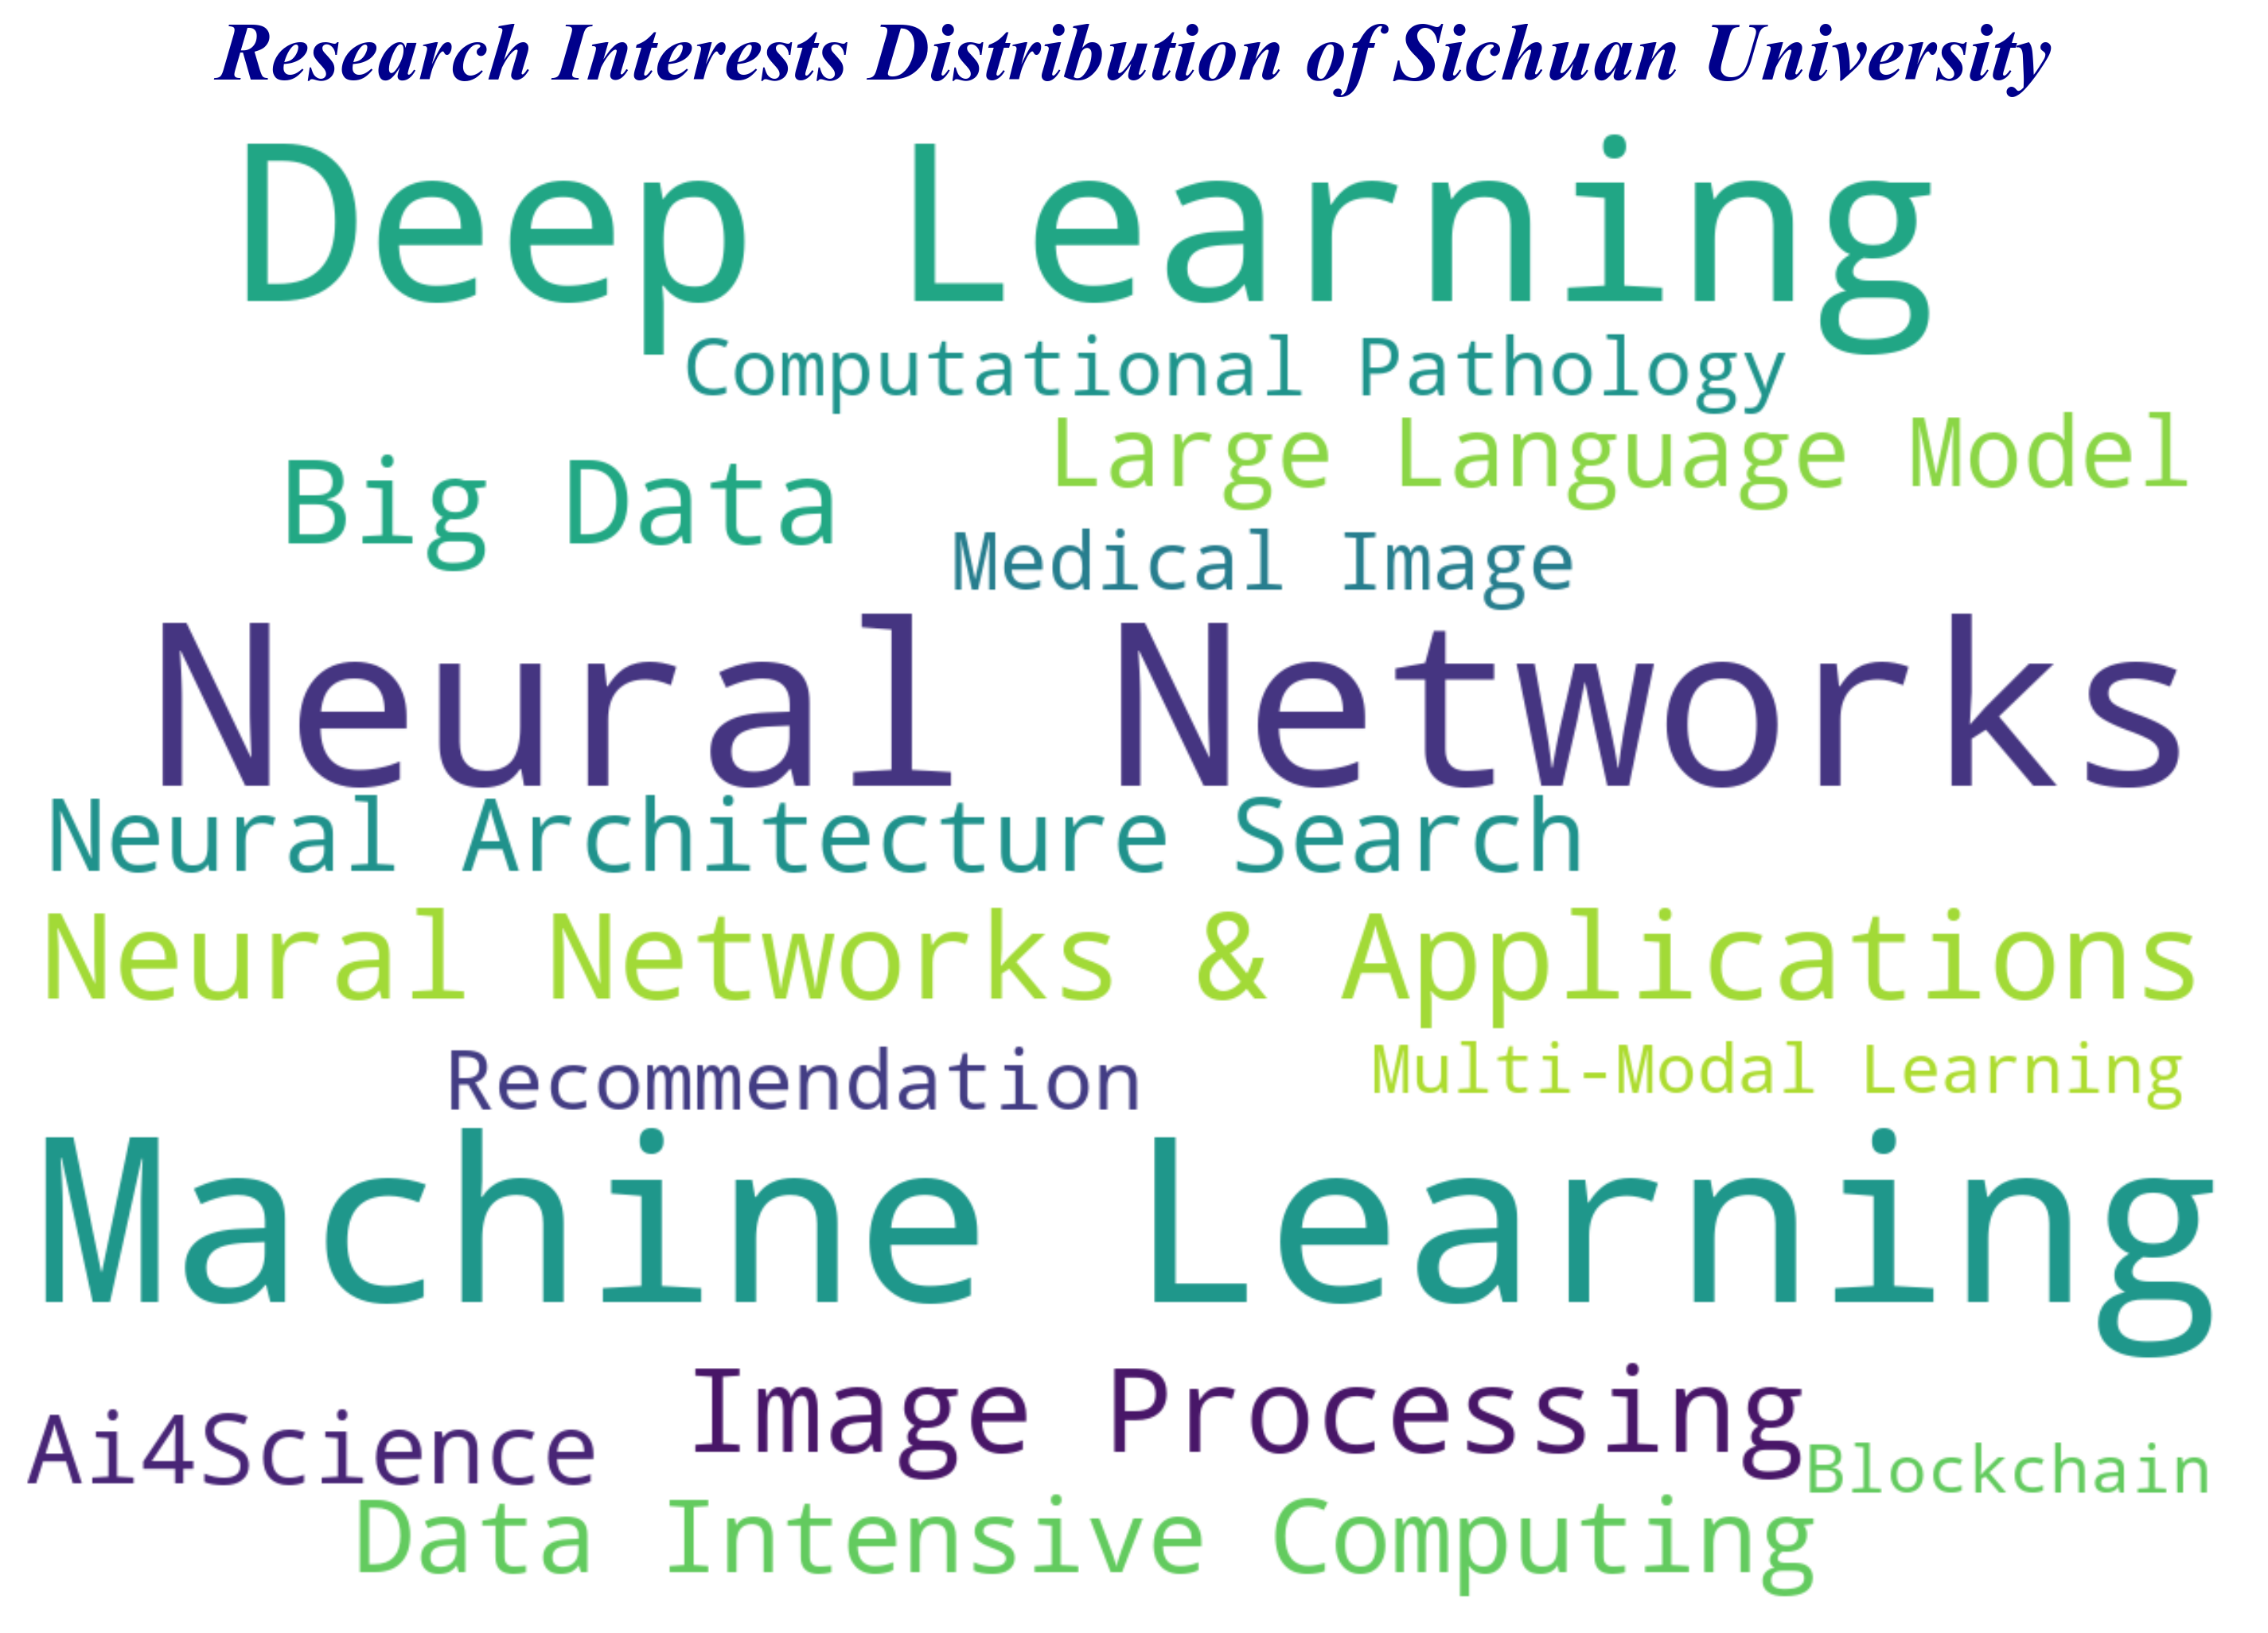 Research Interests Distribution of Sichuan University
Deep Learning
Computational Pathology
Large Language Model
Big Data
Medical Image
Neural Networks
Neural Architecture Search
Neural Networks & Applications
Recommendation
Multi-Modal Learning
Machine Learning
Image Processing
Ai4Science
Blockchain
Data Intensive Computing